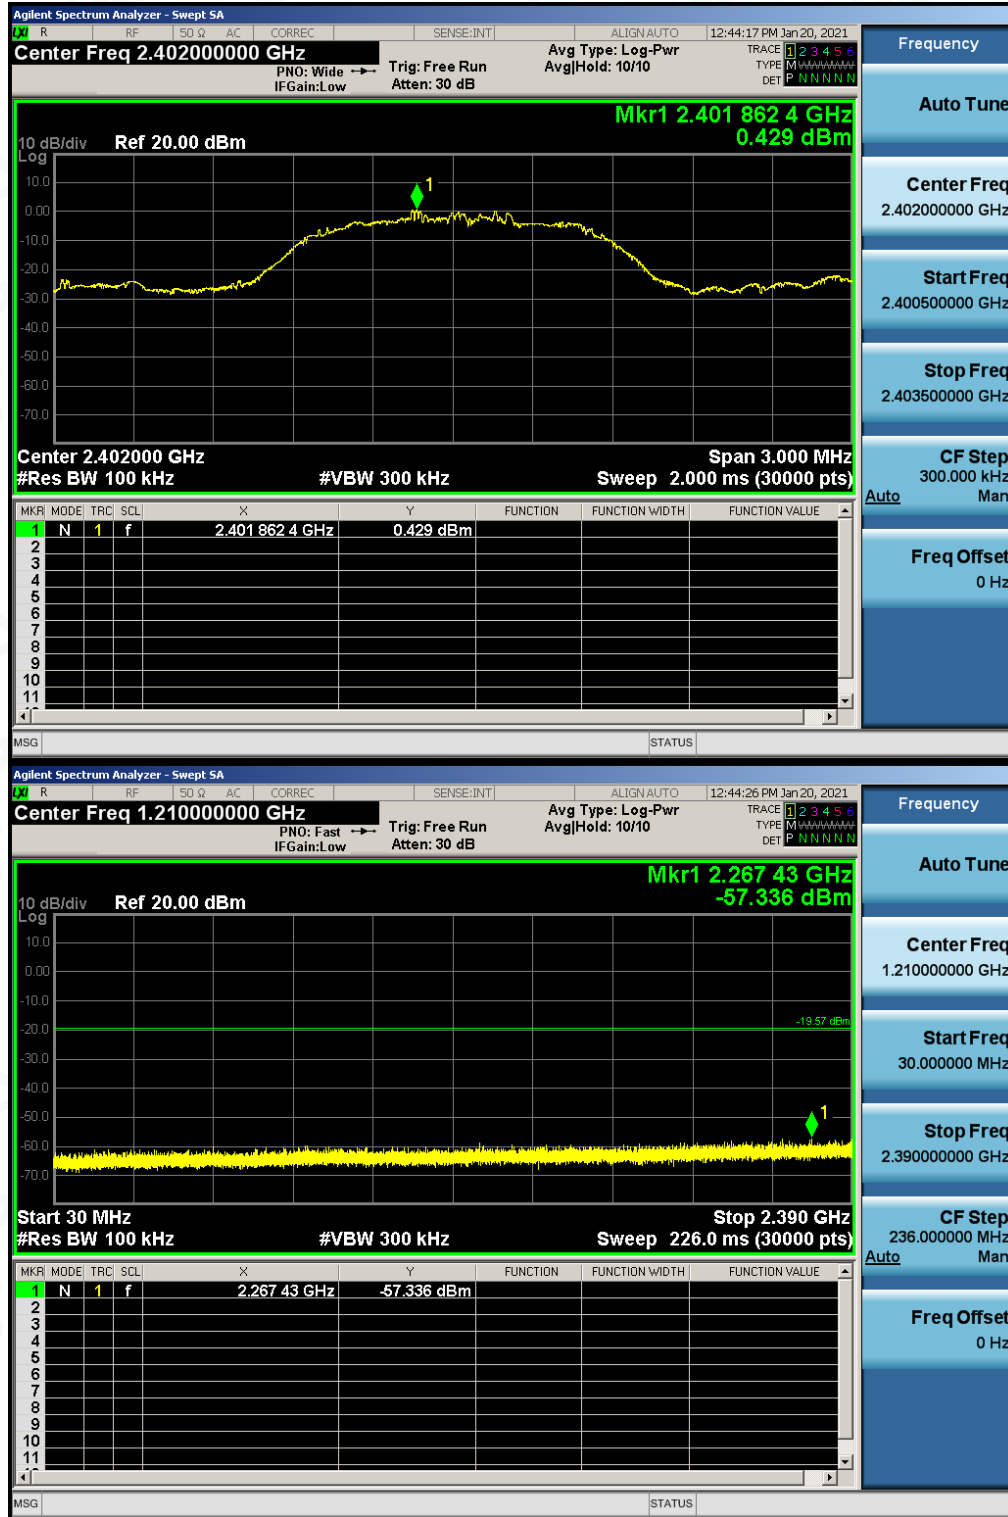 Agilent Spectrum Analyzer - Swept SA
LXI R RF 50 Ω AC CORREC SENSE:INT ALIGN AUTO 12:44:17 PM Jan 20, 2021
Center Freq 2.402000000 GHz
PNO: Wide
IFGain:Low
Trig: Free Run
Atten: 30 dB
Avg Type: Log-Pwr
Avg|Hold: 10/10
TRACE 1 2 3 4 5 6
TYPE M WWWWW
DET P N N N N N
Mkr1 2.401 862 4 GHz
0.429 dBm
10 dB/div Ref 20.00 dBm
Log
10.0
0.00
-10.0
-20.0
-30.0
-40.0
-50.0
-60.0
-70.0
1
Center 2.402000 GHz Span 3.000 MHz
#Res BW 100 kHz #VBW 300 kHz Sweep 2.000 ms (30000 pts)
MKR MODE TRC SCL X Y FUNCTION FUNCTION WIDTH FUNCTION VALUE
1 N 1 f 2.401 862 4 GHz 0.429 dBm
2
3
4
5
6
7
8
9
10
11
MSG STATUS
Frequency
Auto Tune
Center Freq
2.402000000 GHz
Start Freq
2.400500000 GHz
Stop Freq
2.403500000 GHz
CF Step
300.000 kHz
Auto Man
Freq Offset
0 Hz
Agilent Spectrum Analyzer - Swept SA
LXI R RF 50 Ω AC CORREC SENSE:INT ALIGN AUTO 12:44:26 PM Jan 20, 2021
Center Freq 1.210000000 GHz
PNO: Fast
IFGain:Low
Trig: Free Run
Atten: 30 dB
Avg Type: Log-Pwr
Avg|Hold: 10/10
TRACE 1 2 3 4 5 6
TYPE M WWWWW
DET P N N N N N
Mkr1 2.267 43 GHz
-57.336 dBm
10 dB/div Ref 20.00 dBm
Log
10.0
0.00
-10.0
-20.0
-30.0
-40.0
-50.0
-60.0
-70.0
-19.57 dBm
1
Start 30 MHz Stop 2.390 GHz
#Res BW 100 kHz #VBW 300 kHz Sweep 226.0 ms (30000 pts)
MKR MODE TRC SCL X Y FUNCTION FUNCTION WIDTH FUNCTION VALUE
1 N 1 f 2.267 43 GHz -57.336 dBm
2
3
4
5
6
7
8
9
10
11
MSG STATUS
Frequency
Auto Tune
Center Freq
1.210000000 GHz
Start Freq
30.000000 MHz
Stop Freq
2.390000000 GHz
CF Step
236.000000 MHz
Auto Man
Freq Offset
0 Hz